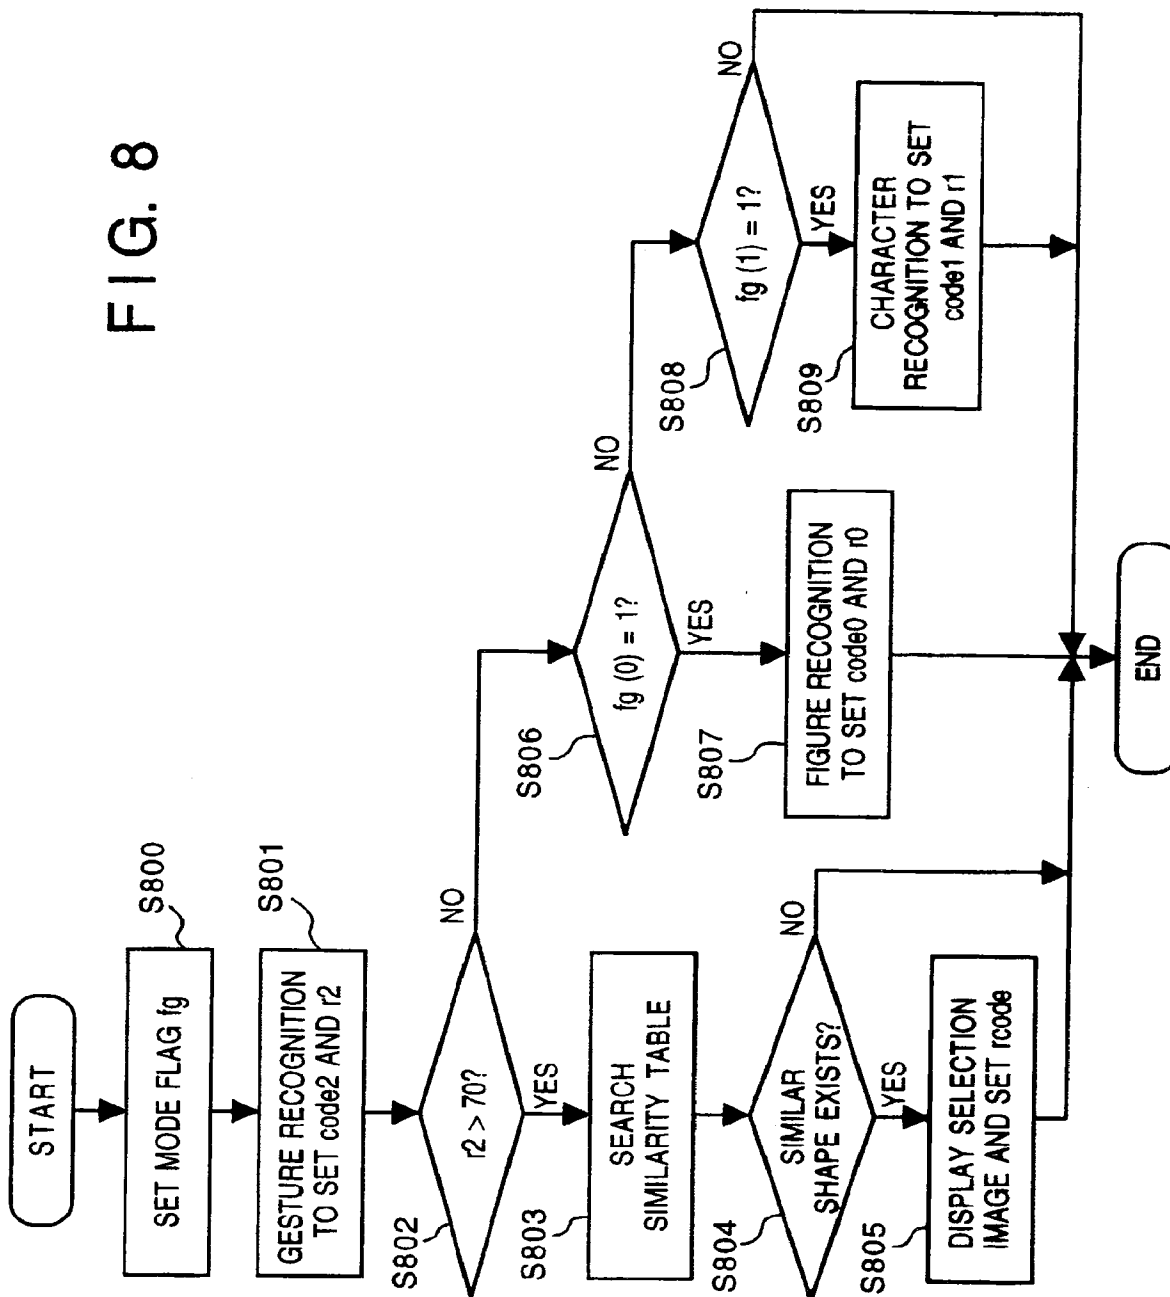 FIG. 8
START
SET MODE FLAG fg
S800
GESTURE RECOGNITION
TO SET code2 AND r2
S801
r2 > 70?
S802
NO
YES
SEARCH
SIMILARITY TABLE
S803
SIMILAR
SHAPE EXISTS?
S804
NO
YES
DISPLAY SELECTION
IMAGE AND SET rcode
S805
fg (0) = 1?
S806
NO
YES
FIGURE RECOGNITION
TO SET code0 AND r0
S807
fg (1) = 1?
S808
NO
YES
CHARACTER
RECOGNITION TO SET
code1 AND r1
S809
END